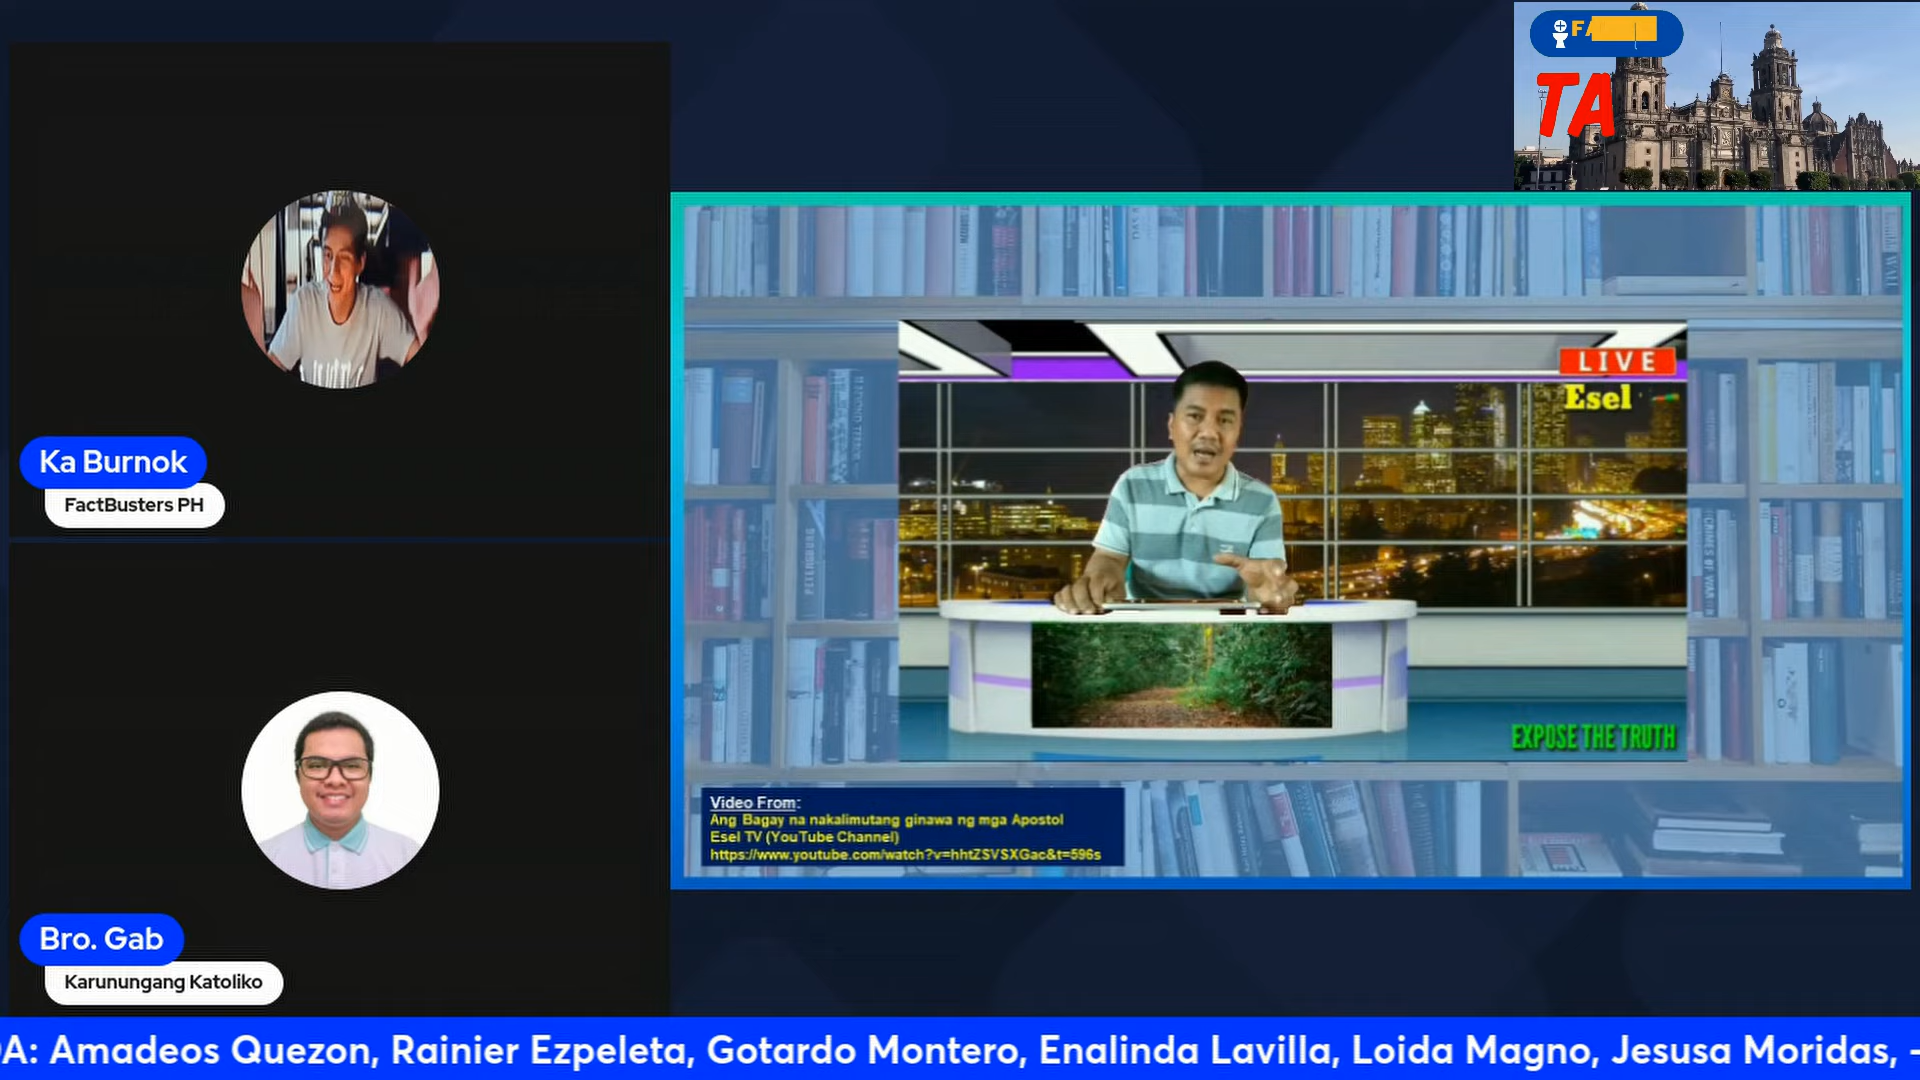 FA
TA
Ka Burnok
FactBusters PH
LIVE
Esel
EXPOSE THE TRUTH
Video From:
Ang Bagay na nakalimutang ginawa ng mga Apostol
Esel TV (YouTube Channel)
https://www.youtube.com/watch?v=hhtZSVSXGac&t=596s
Bro. Gab
Karunungang Katoliko
A: Amadeos Quezon, Rainier Ezpeleta, Gotardo Montero, Enalinda Lavilla, Loida Magno, Jesusa Moridas, -